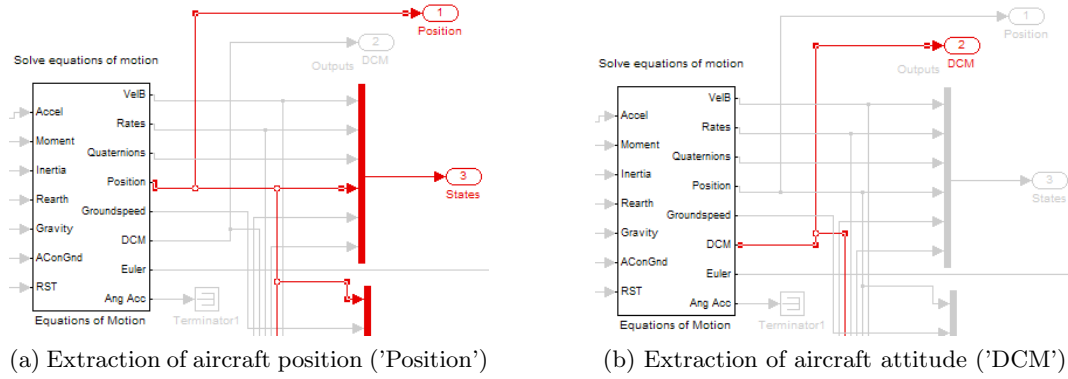 1
Position
2
DCM
Outputs
Solve equations of motion
VelB
Accel
Rates
Moment
Quaternions
Inertia
Position
3
States
Rearth
Groundspeed
Gravity
DCM
AConGnd
Euler
RST
Ang Acc
Terminator1
Equations of Motion
(a) Extraction of aircraft position ('Position')
1
Position
2
DCM
Outputs
Solve equations of motion
VelB
Accel
Rates
Moment
Quaternions
Inertia
Position
3
States
Rearth
Groundspeed
Gravity
DCM
AConGnd
Euler
RST
Ang Acc
Terminator1
Equations of Motion
(b) Extraction of aircraft attitude ('DCM')